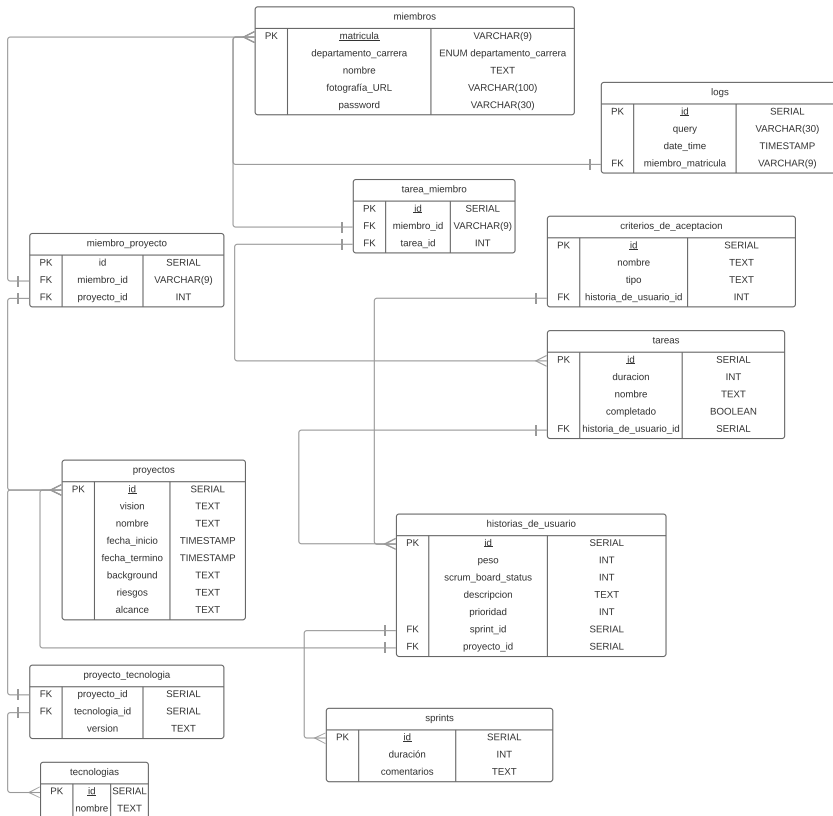 miembros
PK matricula VARCHAR(9)
departamento_carrera ENUM departamento_carrera
nombre TEXT
fotografía_URL VARCHAR(100)
password VARCHAR(30)
logs
PK id SERIAL
query VARCHAR(30)
date_time TIMESTAMP
FK miembro_matricula VARCHAR(9)
tarea_miembro
PK id SERIAL
FK miembro_id VARCHAR(9)
FK tarea_id INT
criterios_de_aceptacion
PK id SERIAL
nombre TEXT
tipo TEXT
FK historia_de_usuario_id INT
miembro_proyecto
PK id SERIAL
FK miembro_id VARCHAR(9)
FK proyecto_id INT
tareas
PK id SERIAL
duracion INT
nombre TEXT
completado BOOLEAN
FK historia_de_usuario_id SERIAL
proyectos
PK id SERIAL
vision TEXT
nombre TEXT
fecha_inicio TIMESTAMP
fecha_termino TIMESTAMP
background TEXT
riesgos TEXT
alcance TEXT
historias_de_usuario
PK id SERIAL
peso INT
scrum_board_status INT
descripcion TEXT
prioridad INT
FK sprint_id SERIAL
FK proyecto_id SERIAL
proyecto_tecnologia
FK proyecto_id SERIAL
FK tecnologia_id SERIAL
version TEXT
sprints
PK id SERIAL
duración INT
comentarios TEXT
tecnologias
PK id SERIAL
nombre TEXT